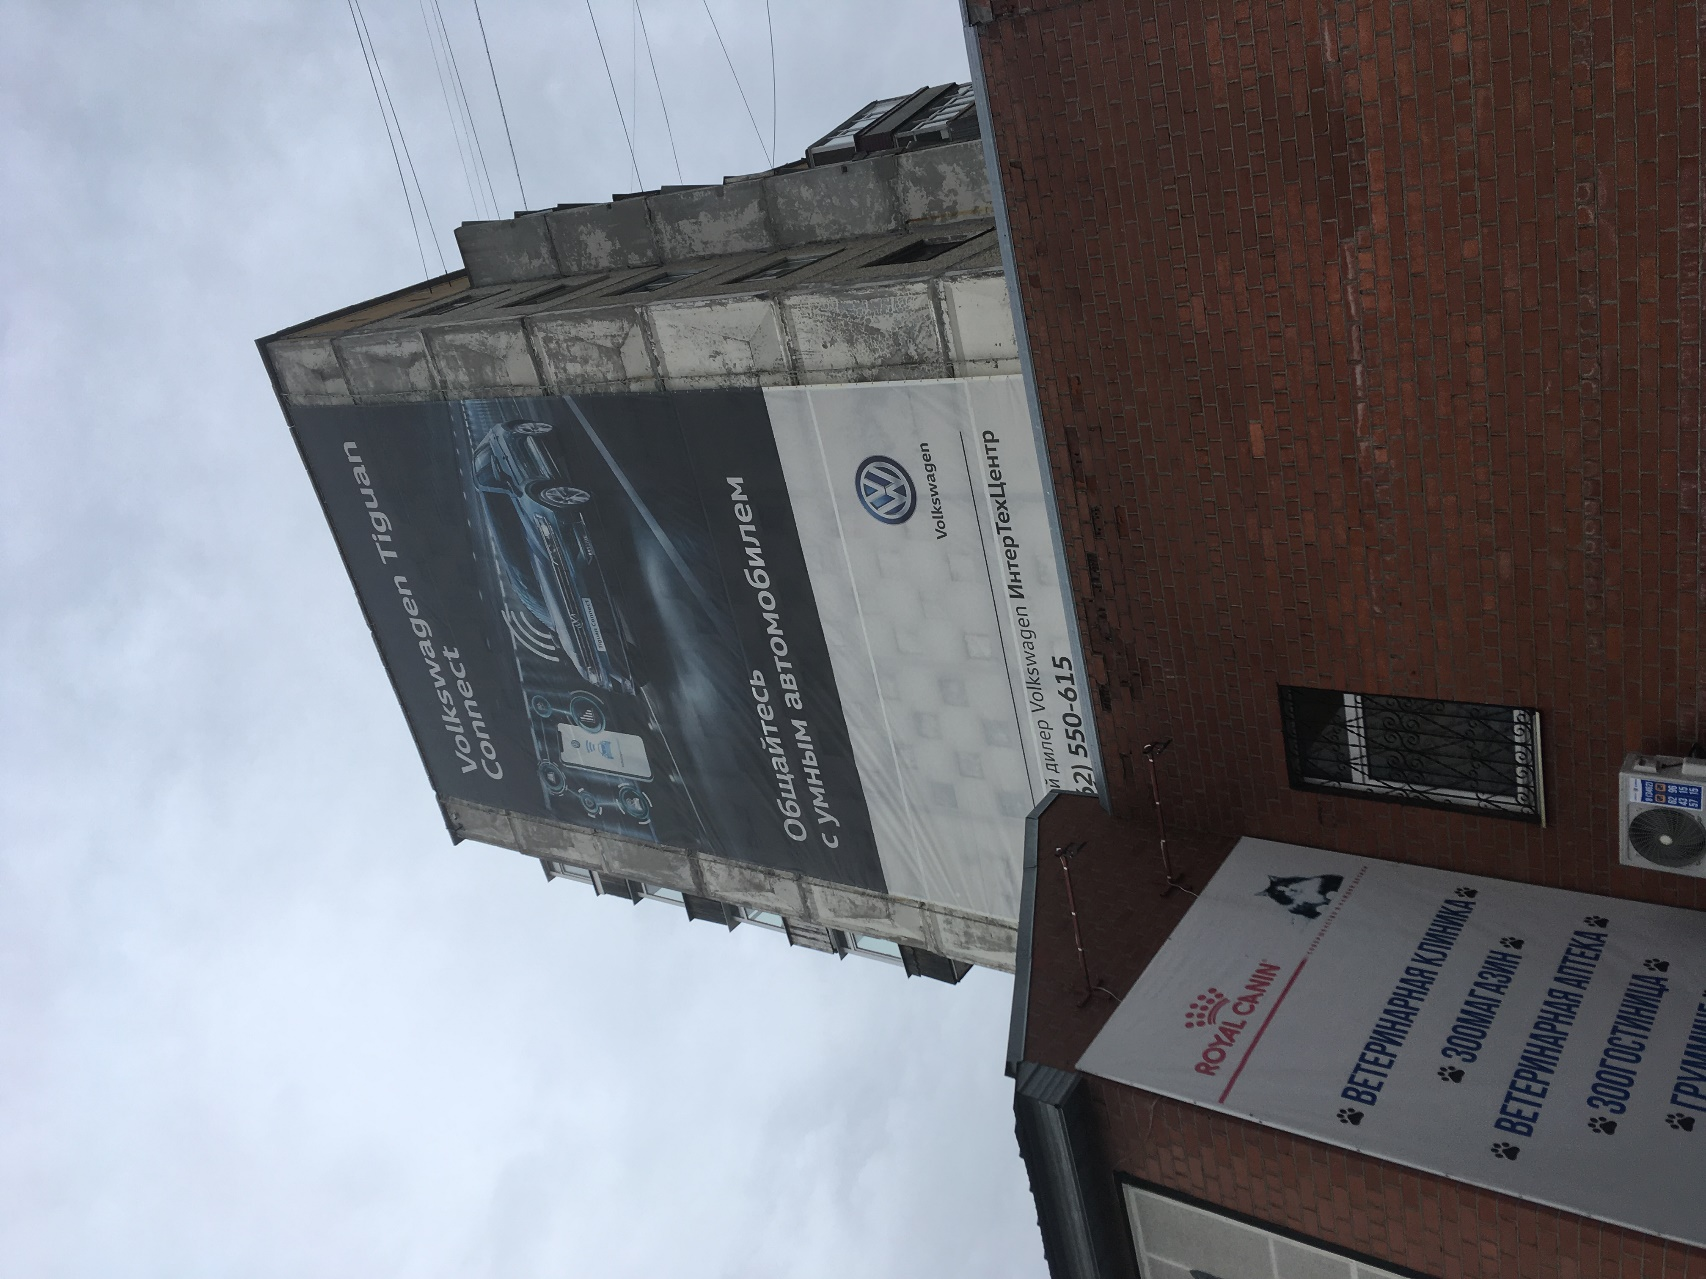 Volkswagen Tiguan
Connect
Общайтесь
с умным автомобилем
Volkswagen
дилер Volkswagen ИнтерТехЦентр
62) 550-615
ROYAL CANIN
ВЕТЕРИНАРНАЯ КЛИНИКА
ЗООМАГАЗИН
ВЕТЕРИНАРНАЯ АПТЕКА
ЗООГОСТИНИЦА